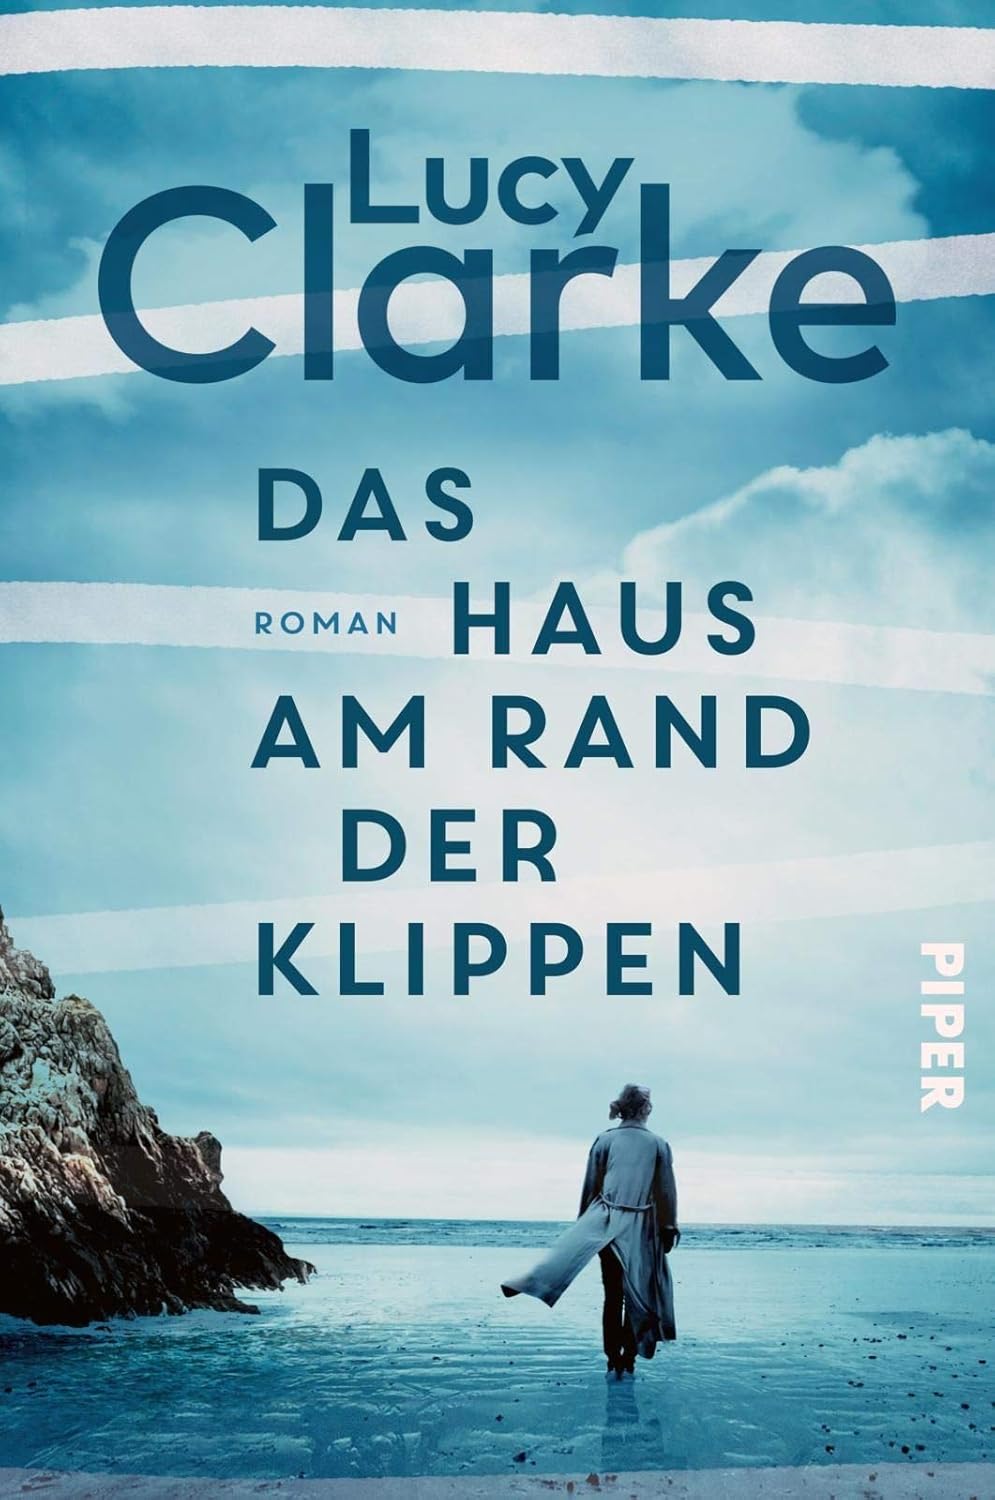 Lucy
Clarke
DAS
HAUS
ROMAN
AM RAND
DER
KLIPPEN
PIPER